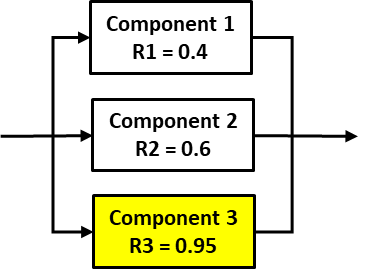 Component 1
R1 = 0.4
Component 2
R2 = 0.6
Component 3
R3 = 0.95